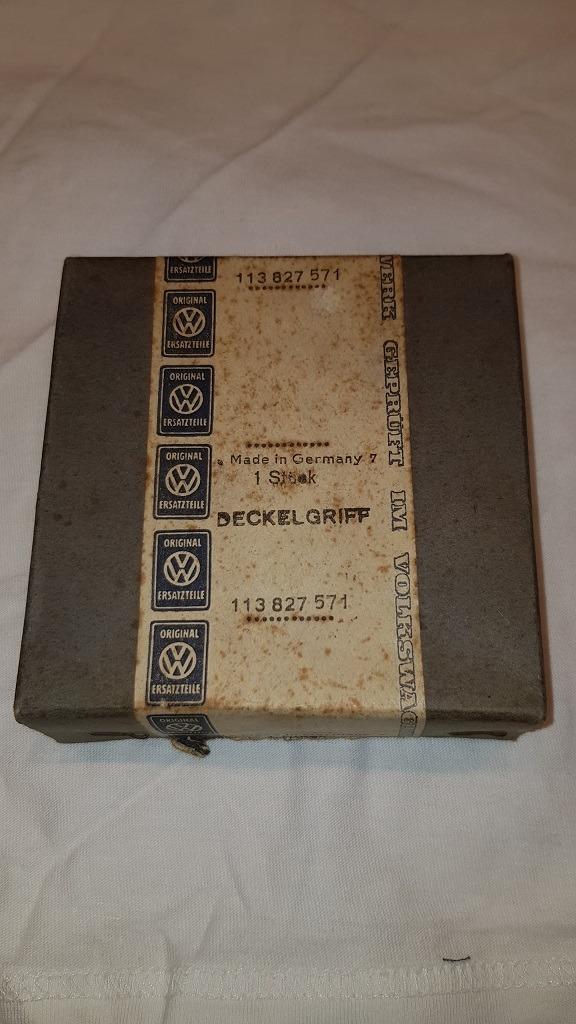 ERSATZTEILE
113 827 571
ORIGINAL
ERSATZTEILE
ORIGINAL
ERSATZTEILE
Made in Germany 7
ORIGINAL
1 Stück
ERSATZTEILE
DECKELGRIFF
ORIGINAL
ERSATZTEILE
113 827 571
ORIGINAL
ERSATZTEILE
ORIGINAL
GEPRÜFT IM